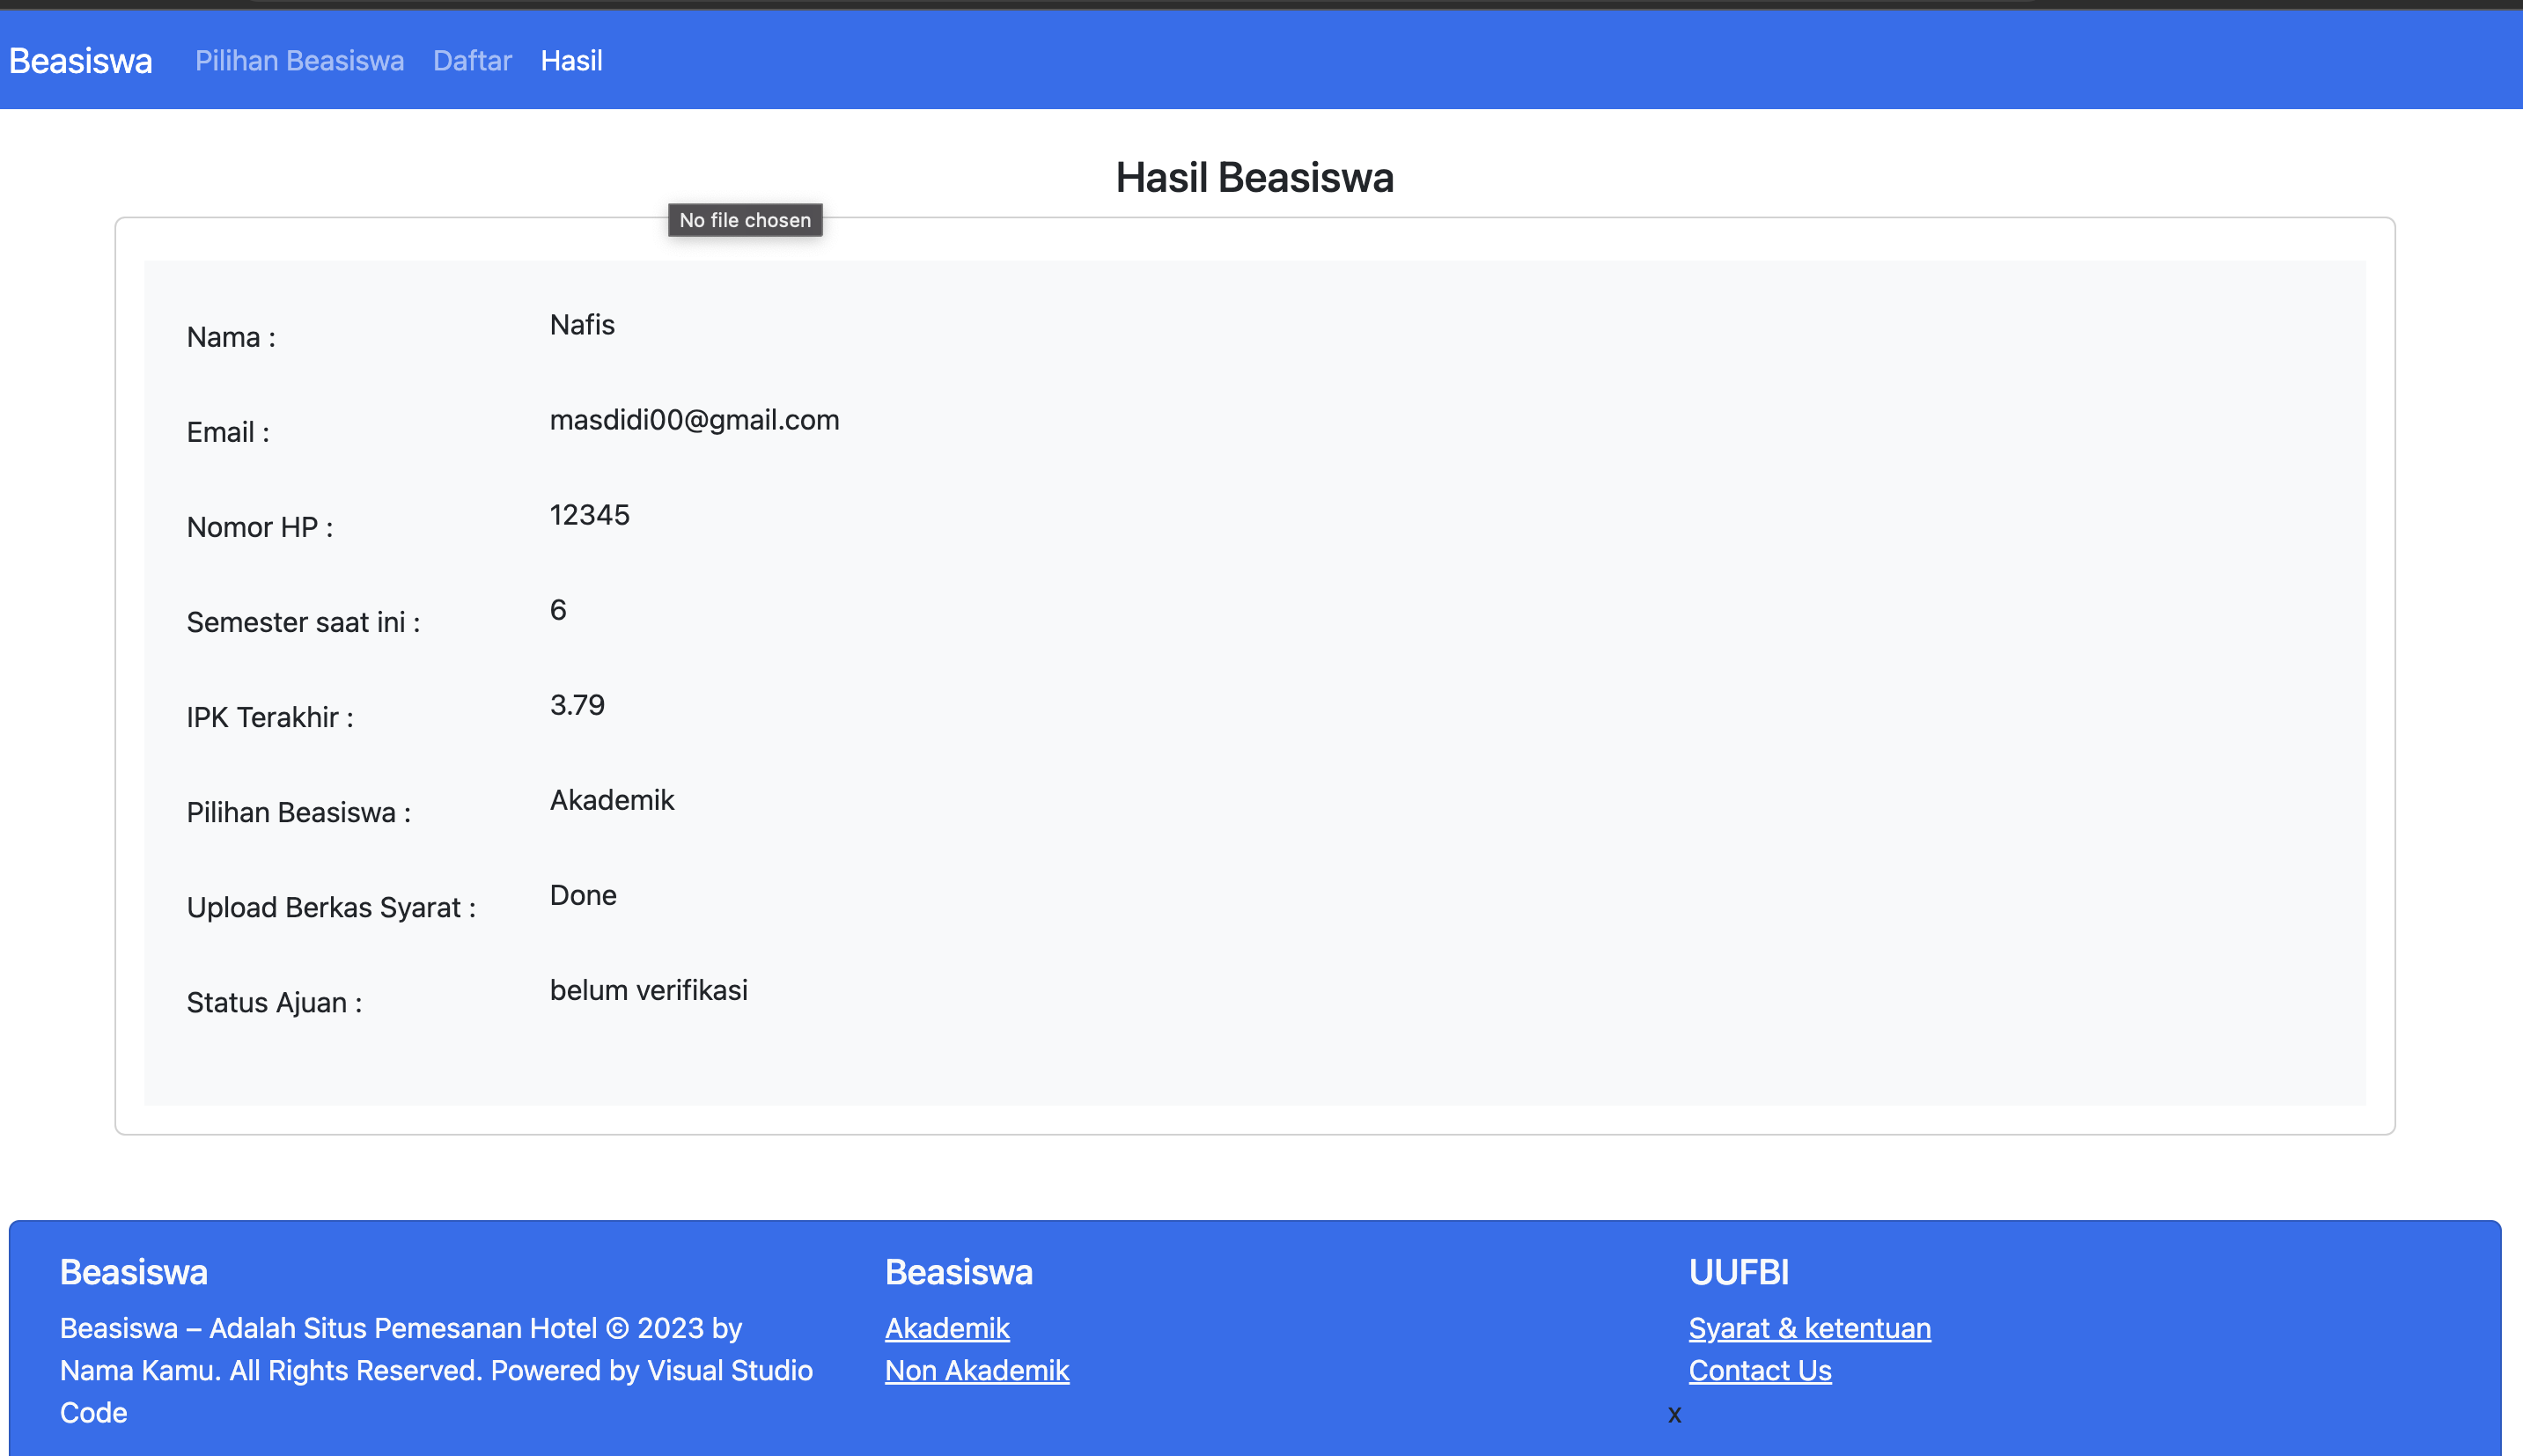 Beasiswa Pilihan Beasiswa Daftar Hasil
Hasil Beasiswa
No file chosen
Nama : Nafis
Email : masdidi00@gmail.com
Nomor HP : 12345
Semester saat ini : 6
IPK Terakhir : 3.79
Pilihan Beasiswa : Akademik
Upload Berkas Syarat : Done
Status Ajuan : belum verifikasi
Beasiswa
Beasiswa – Adalah Situs Pemesanan Hotel © 2023 by
Nama Kamu. All Rights Reserved. Powered by Visual Studio
Code
Beasiswa
Akademik
Non Akademik
UUFBI
Syarat & ketentuan
Contact Us
x